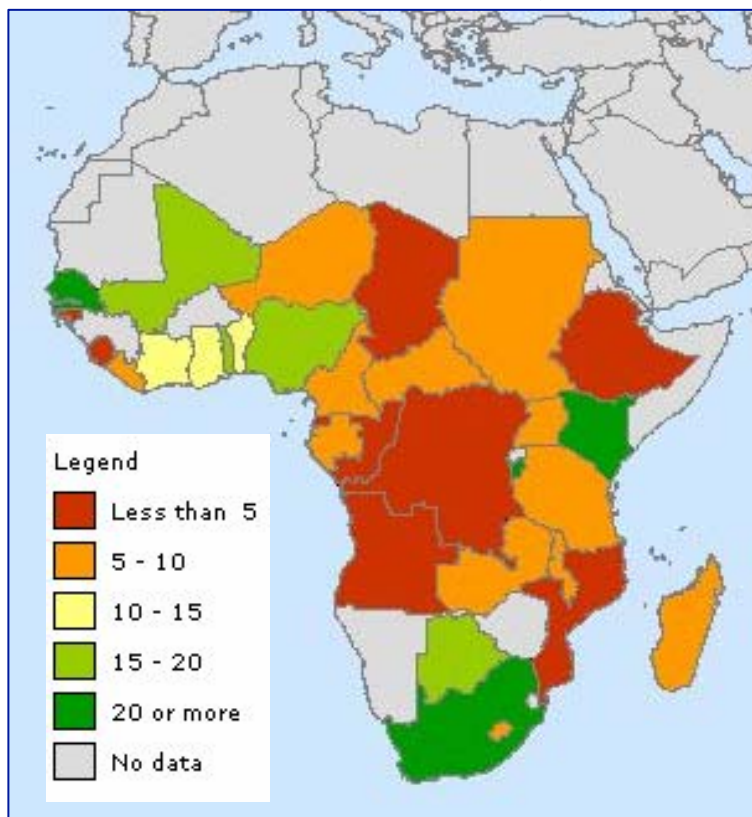 Legend
Less than 5
5 - 10
10 - 15
15 - 20
20 or more
No data